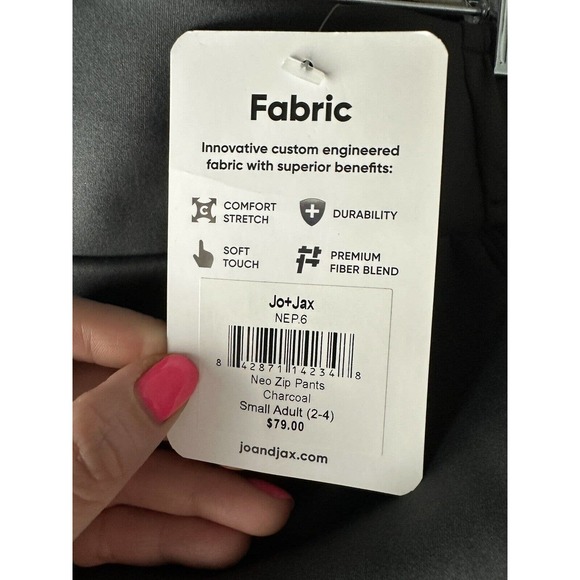 Fabric
Innovative custom engineered
fabric with superior benefits:
C
COMFORT
STRETCH
DURABILITY
SOFT
TOUCH
PREMIUM
FIBER BLEND
Jo+Jax
NEP.6
8 42871 14234 8
Neo Zip Pants
Charcoal
Small Adult (2-4)
$79.00
joandjax.com